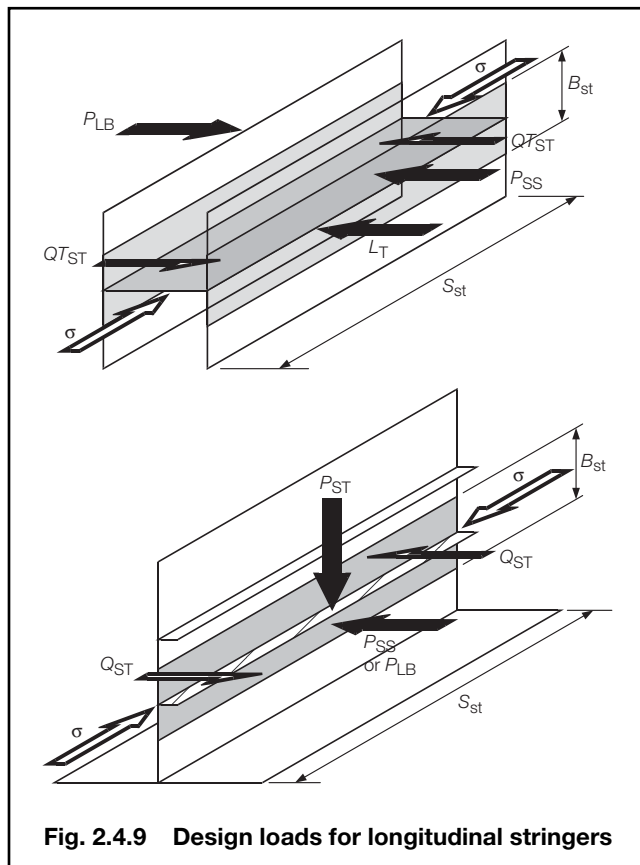 σ
B_st
P_LB
QT_ST
P_SS
L_T
QT_ST
S_st
σ
B_st
P_ST
σ
Q_ST
P_SS
or P_LB
Q_ST
S_st
σ
Fig. 2.4.9 Design loads for longitudinal stringers